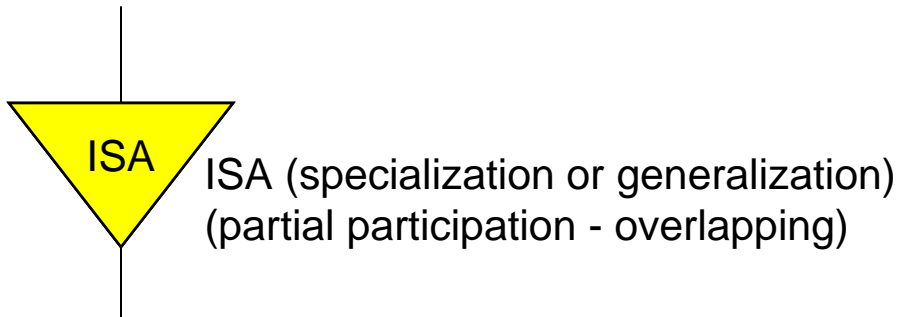 ISA
ISA (specialization or generalization)
(partial participation - overlapping)